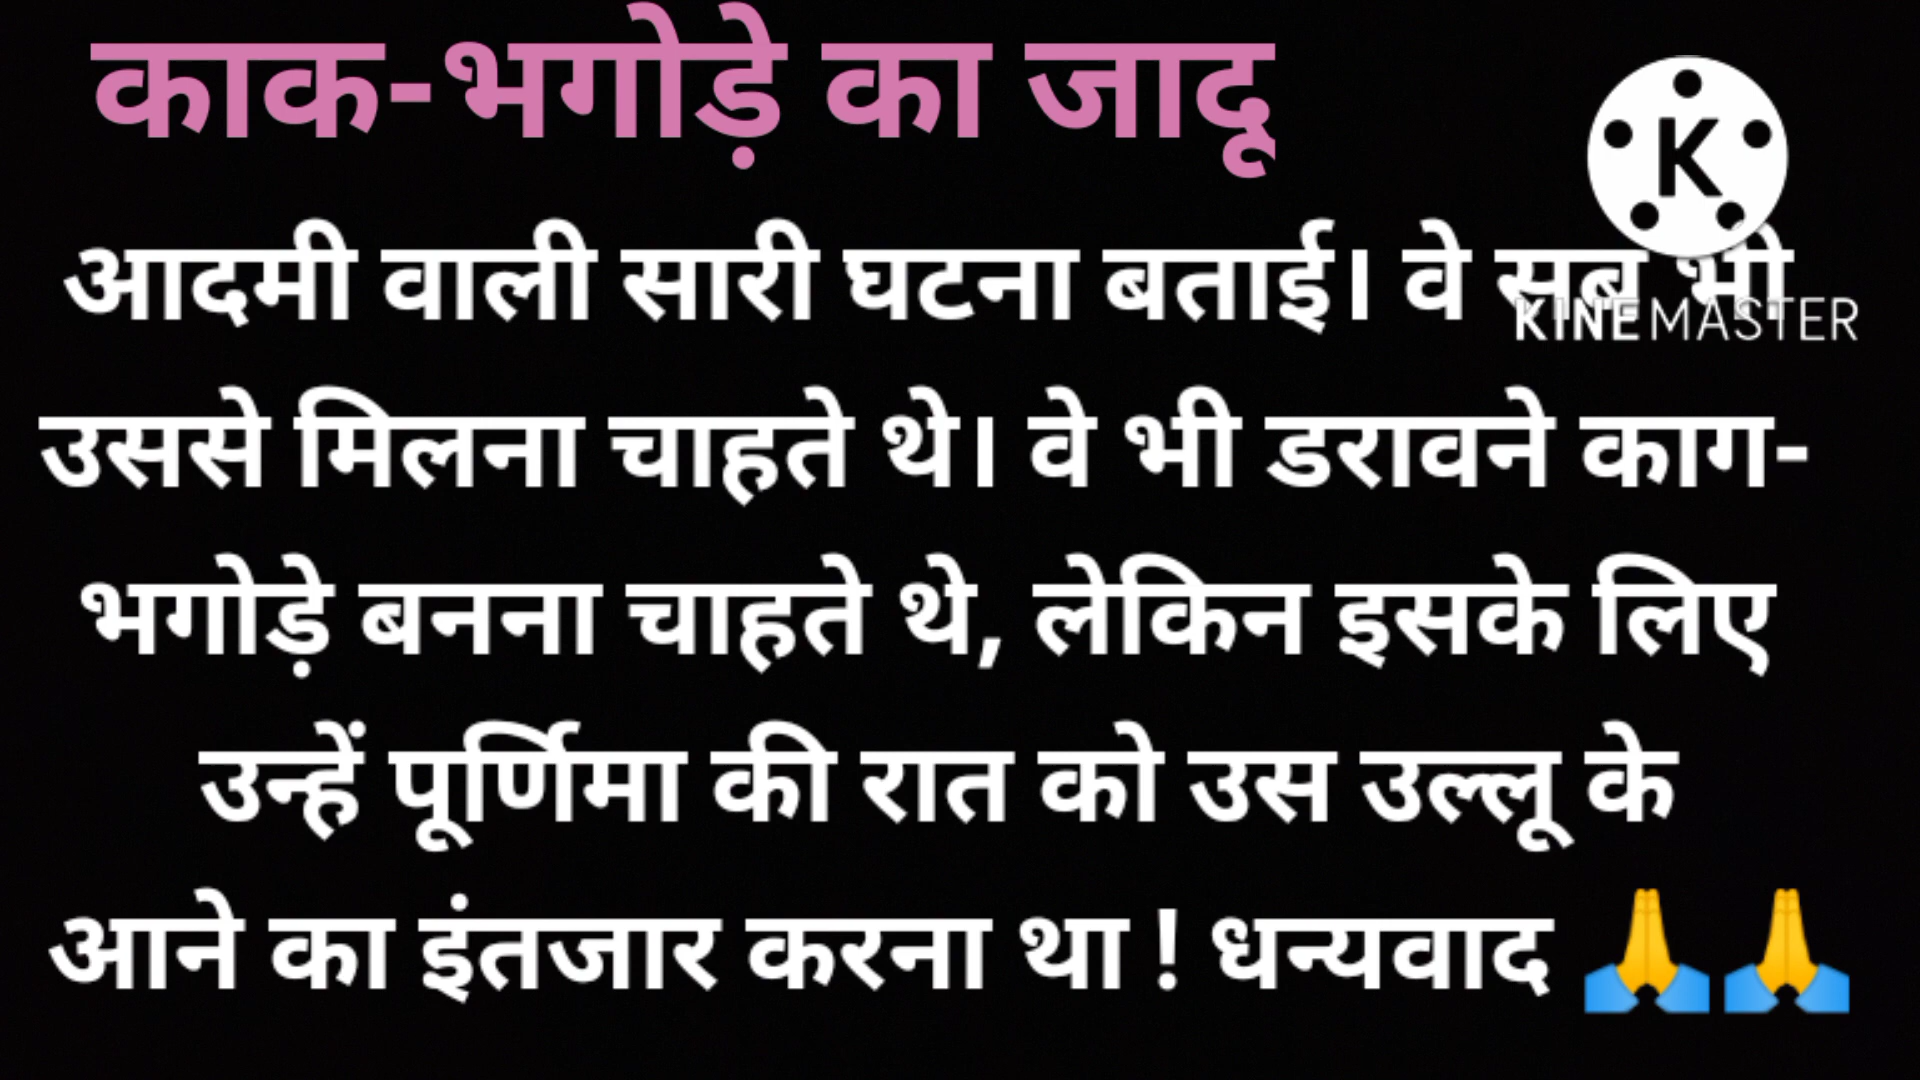 काक-भगोड़े का जादू
K
आदमी वाली सारी घटना बताई। वे सब भी
KINEMASTER
उससे मिलना चाहते थे। वे भी डरावने काग-
भगोड़े बनना चाहते थे, लेकिन इसके लिए
उन्हें पूर्णिमा की रात को उस उल्लू के
आने का इंतजार करना था ! धन्यवाद 🙏🙏